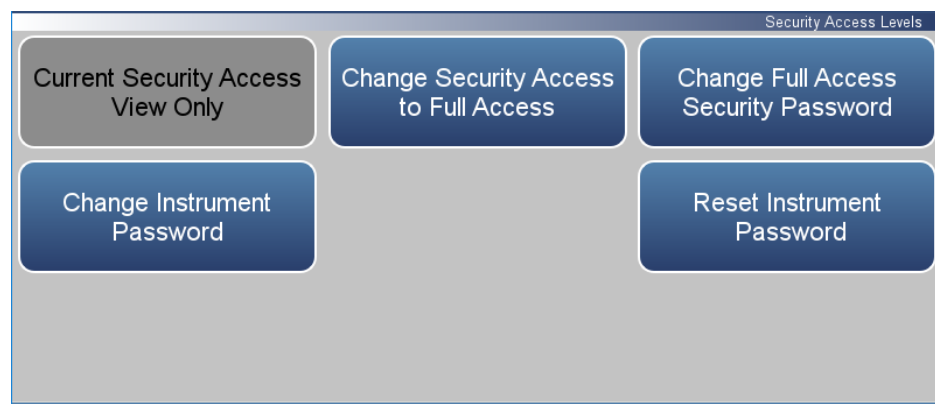 Security Access Levels
Current Security Access
View Only
Change Security Access
to Full Access
Change Full Access
Security Password
Change Instrument
Password
Reset Instrument
Password